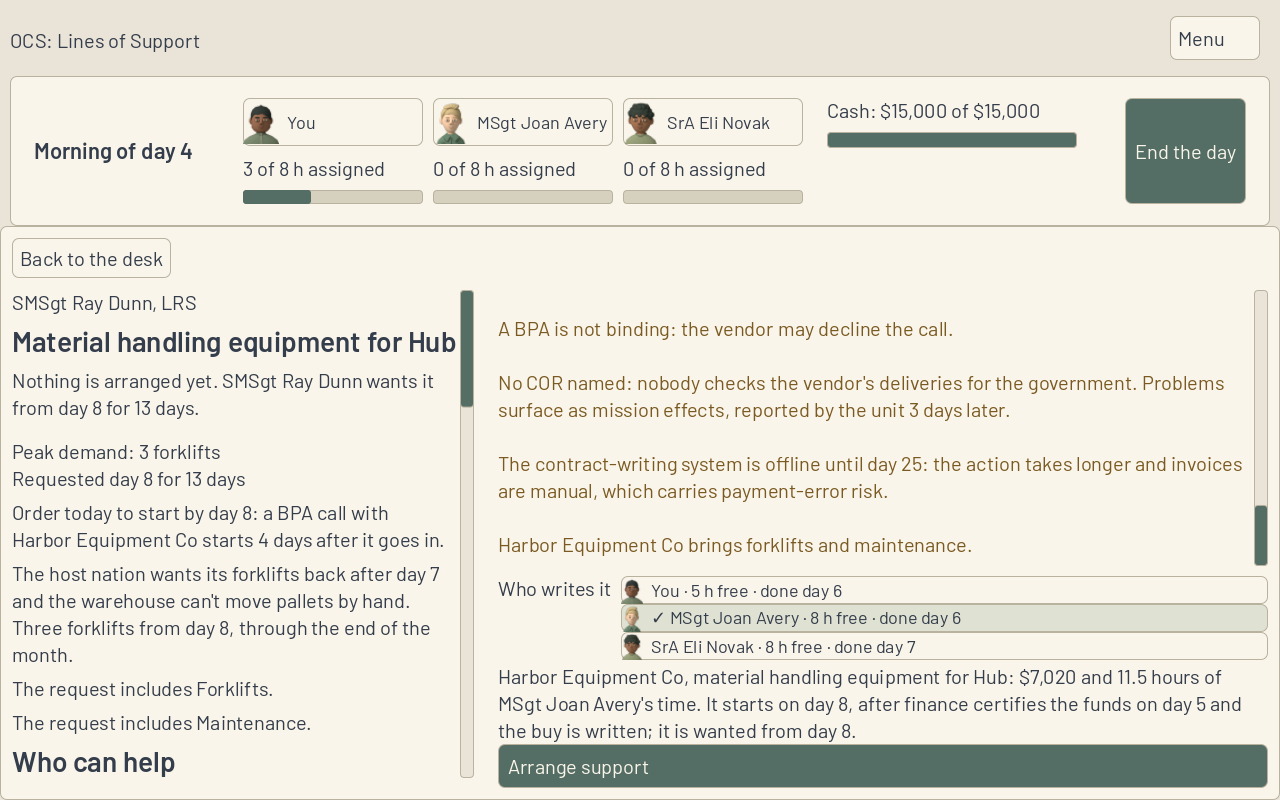 OCS: Lines of Support
Menu
Morning of day 4
You
3 of 8 h assigned
MSgt Joan Avery
0 of 8 h assigned
SrA Eli Novak
0 of 8 h assigned
Cash: $15,000 of $15,000
End the day
Back to the desk
SMSgt Ray Dunn, LRS
Material handling equipment for Hub
Nothing is arranged yet. SMSgt Ray Dunn wants it
from day 8 for 13 days.
Peak demand: 3 forklifts
Requested day 8 for 13 days
Order today to start by day 8: a BPA call with
Harbor Equipment Co starts 4 days after it goes in.
The host nation wants its forklifts back after day 7
and the warehouse can't move pallets by hand.
Three forklifts from day 8, through the end of the
month.
The request includes Forklifts.
The request includes Maintenance.
Who can help
A BPA is not binding: the vendor may decline the call.
No COR named: nobody checks the vendor's deliveries for the government. Problems
surface as mission effects, reported by the unit 3 days later.
The contract-writing system is offline until day 25: the action takes longer and invoices
are manual, which carries payment-error risk.
Harbor Equipment Co brings forklifts and maintenance.
Who writes it
You · 5 h free · done day 6
✓ MSgt Joan Avery · 8 h free · done day 6
SrA Eli Novak · 8 h free · done day 7
Harbor Equipment Co, material handling equipment for Hub: $7,020 and 11.5 hours of
MSgt Joan Avery's time. It starts on day 8, after finance certifies the funds on day 5 and
the buy is written; it is wanted from day 8.
Arrange support